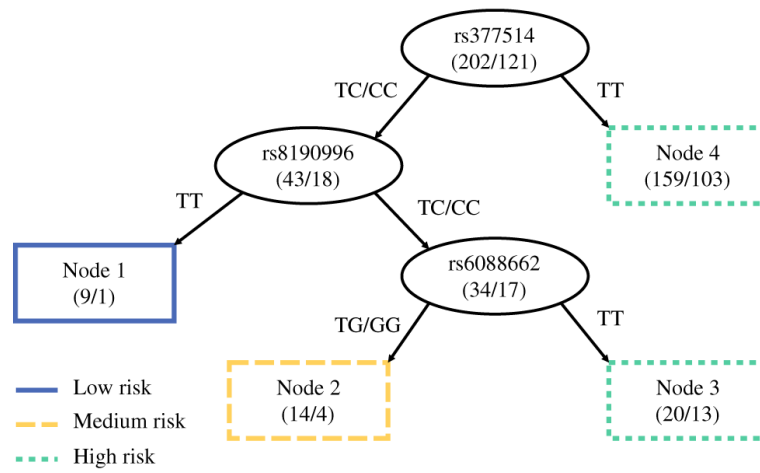 rs377514
(202/121)
TC/CC
TT
rs8190996
(43/18)
Node 4
(159/103)
TT
TC/CC
Node 1
(9/1)
rs6088662
(34/17)
TG/GG
TT
Low risk
Node 2
(14/4)
Node 3
(20/13)
Medium risk
High risk